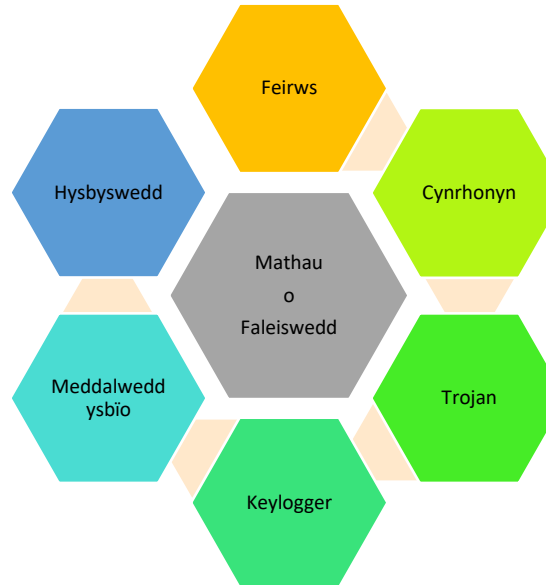 Feirws
Hysbyswedd
Cynrhonyn
Mathau
o
Faleiswedd
Meddalwedd
ysbïo
Trojan
Keylogger